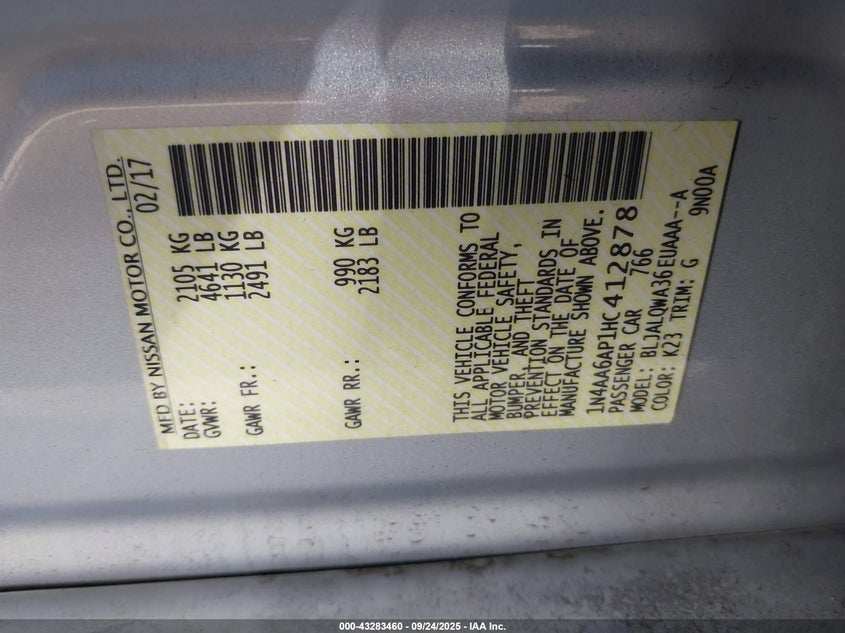 MFD BY NISSAN MOTOR CO., LTD.
DATE: 02/17
GVWR: 2105 KG
4641 LB
GAWR FR.: 1130 KG
2491 LB
GAWR RR.: 990 KG
2183 LB
THIS VEHICLE CONFORMS TO
ALL APPLICABLE FEDERAL
MOTOR VEHICLE SAFETY,
BUMPER, AND THEFT
PREVENTION STANDARDS IN
EFFECT ON THE DATE OF
MANUFACTURE SHOWN ABOVE.
1N4AA6AP1HC412878
PASSENGER CAR 766
MODEL: BLJALQWA36EUAAA--A
COLOR: K23 TRIM: G 9N00A
000-43283460 - 09/24/2025 - IAA Inc.